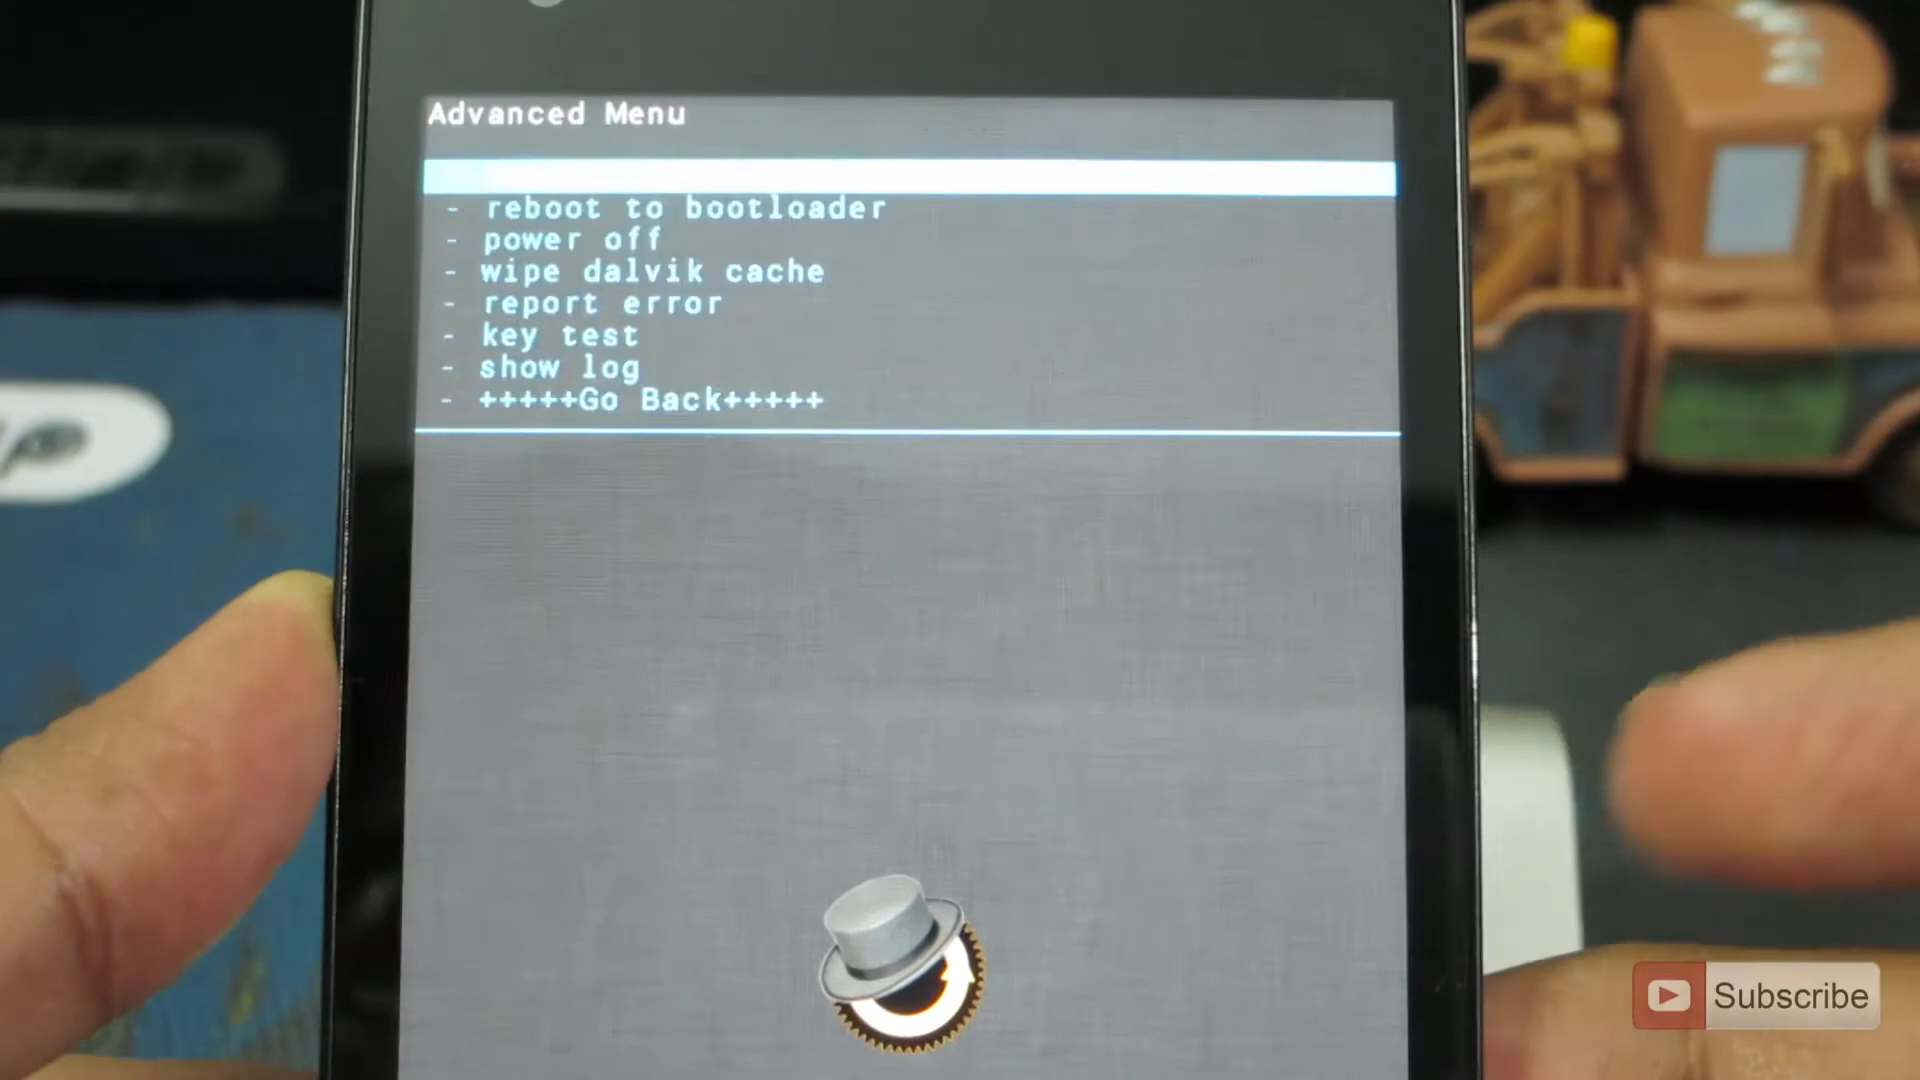 Advanced Menu
- reboot to bootloader
- power off
- wipe dalvik cache
- report error
- key test
- show log
- +++++Go Back+++++
Subscribe